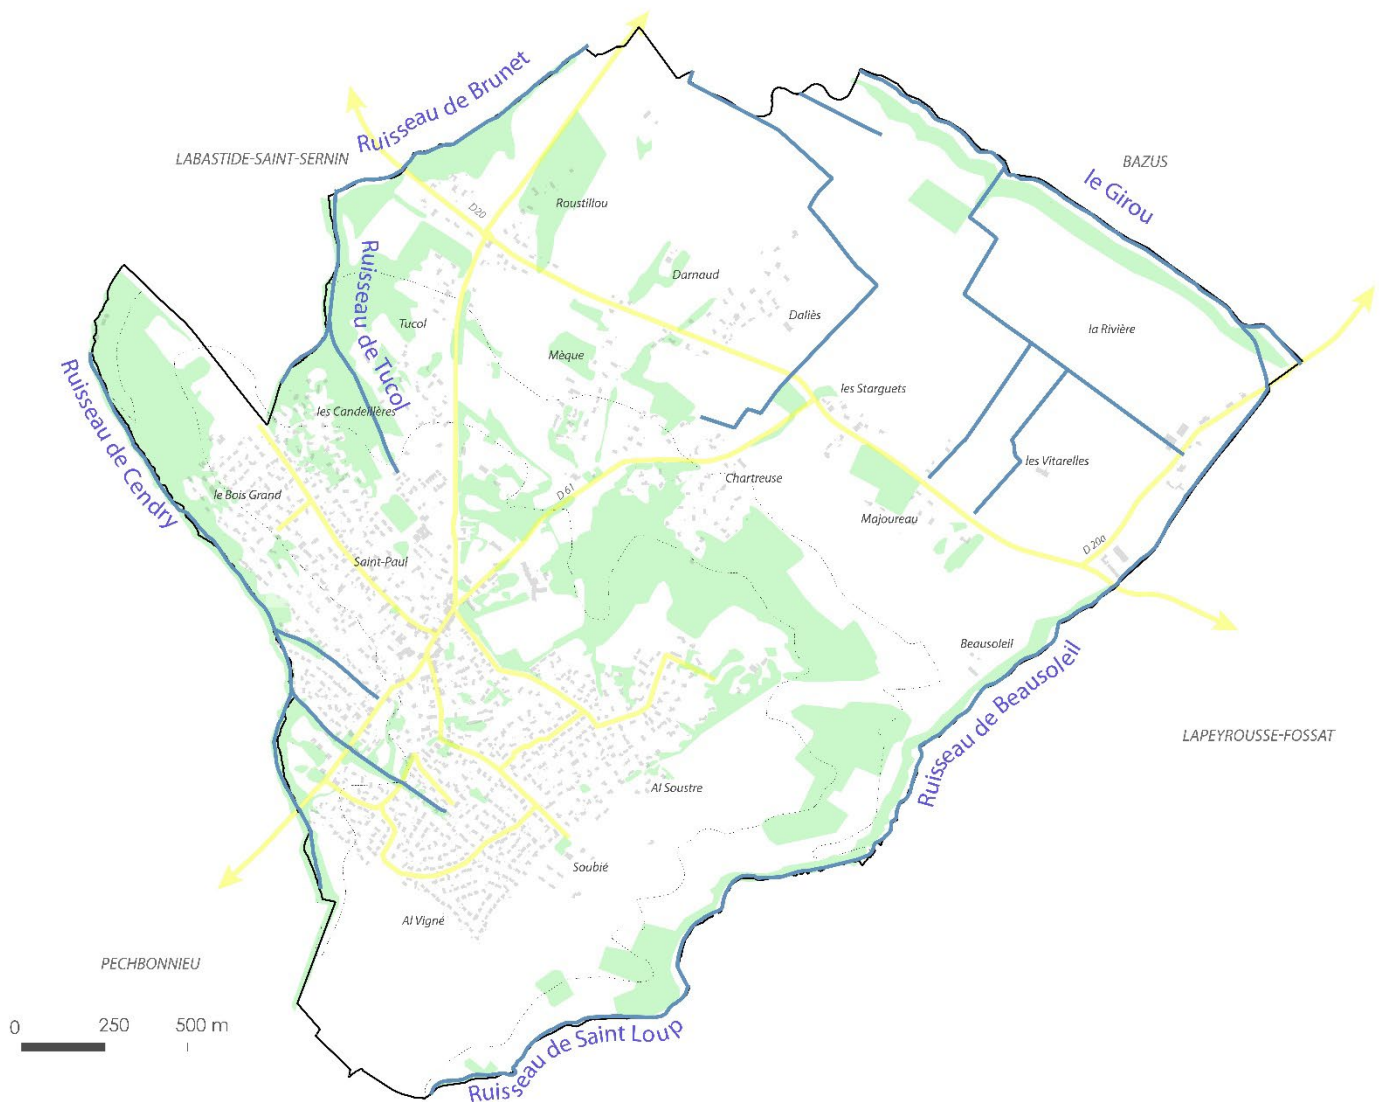 Ruisseau de Brunet
LABASTIDE-SAINT-SERNIN
BAZUS
le Girou
D20
Roustillou
Ruisseau de Tucol
Darnaud
Daliès
Tucol
la Rivière
Mèque
Ruisseau de Cendry
les Candeillères
les Starguets
le Bois Grand
D61
Chartreuse
les Vitarelles
Majoureau
D 20a
Saint-Paul
Beausoleil
Ruisseau de Beausoleil
LAPEYROUSSE-FOSSAT
Al Soustre
Soubié
Al Vigné
PECHBONNIEU
0 250 500 m
Ruisseau de Saint Loup